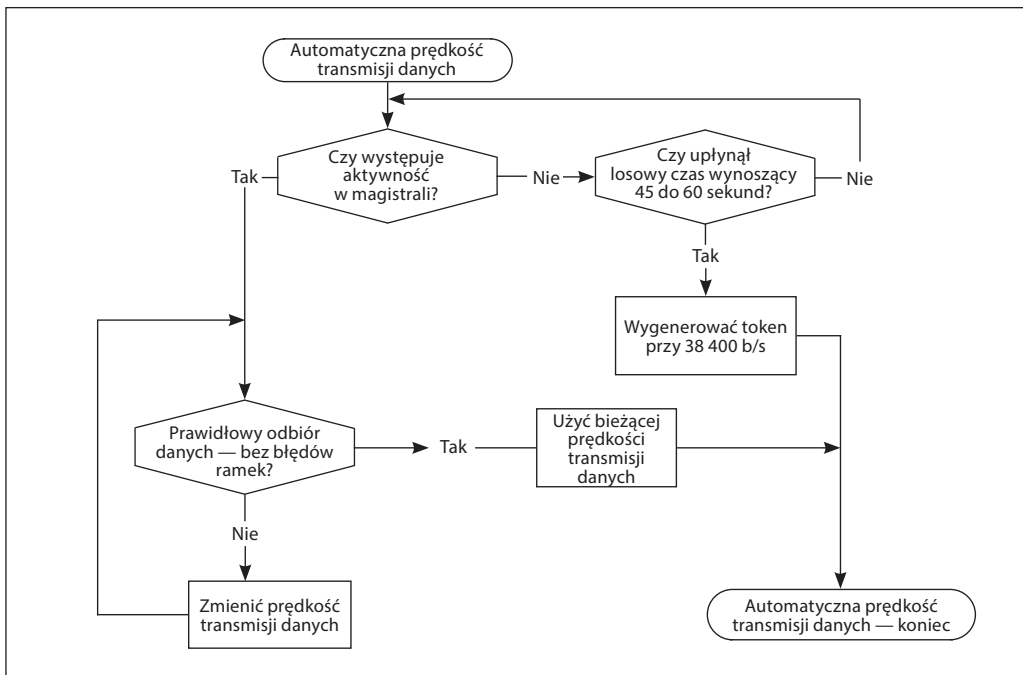 Automatyczna prędkość
transmisji danych
Czy występuje
aktywność
w magistrali?
Tak
Nie
Czy upłynął
losowy czas wynoszący
45 do 60 sekund?
Nie
Tak
Wygenerować token
przy 38 400 b/s
Prawidłowy odbiór
danych — bez błędów
ramek?
Tak
Użyć bieżącej
prędkości
transmisji
danych
Nie
Zmienić prędkość
transmisji danych
Automatyczna prędkość
transmisji danych — koniec